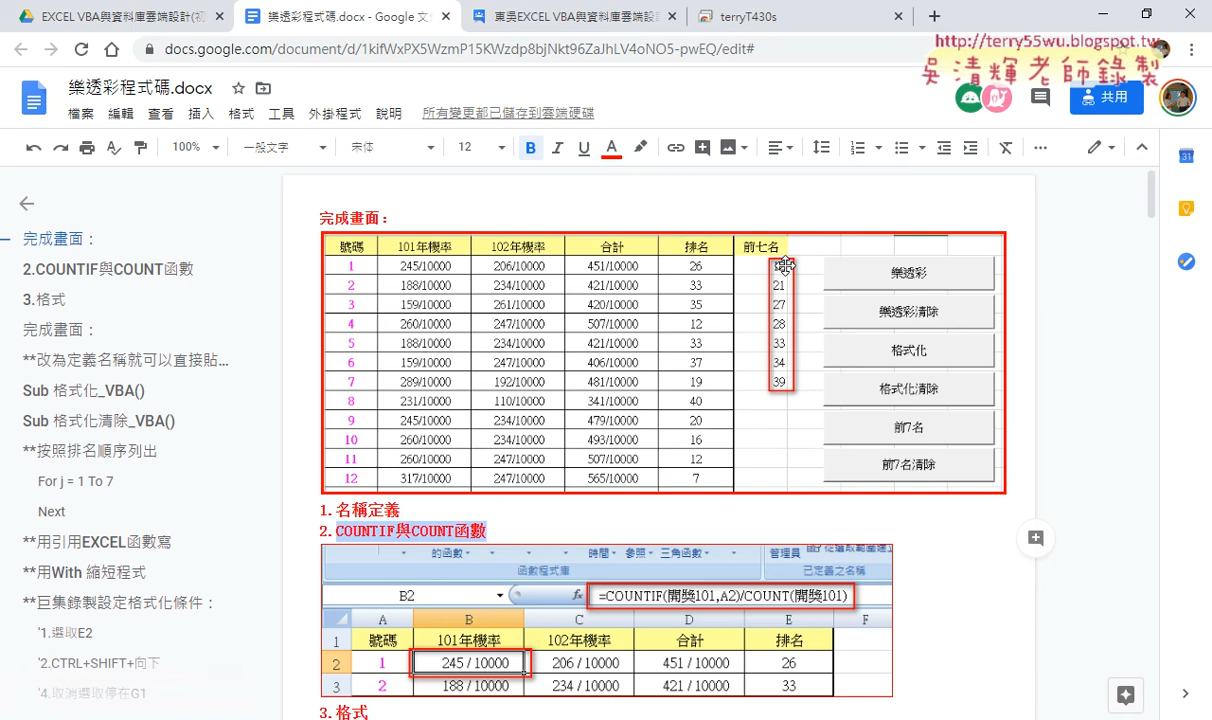 EXCEL VBA與資料庫雲端設計(初
樂透彩程式碼.docx - Google 文
東吳EXCEL VBA與資料庫雲端設計
terryT430s
docs.google.com/document/d/1kifWxPX5WzmP15KWzdp8bjNkt96ZaJhLV4oNO5-pwEQ/edit#
http://terry55wu.blogspot.tw
吳清輝老師錄製
樂透彩程式碼.docx
共用
檔案 編輯 查看 插入 格式 工具 外掛程式 說明 所有變更都已儲存到雲端硬碟
100% 一般文字 宋体 12 B I U A
完成畫面：
2.COUNTIF與COUNT函數
3.格式
完成畫面：
**改為定義名稱就可以直接貼...
Sub 格式化_VBA()
Sub 格式化清除_VBA()
**按照排名順序列出
For j = 1 To 7
Next
**用引用EXCEL函數寫
**用With 縮短程式
**巨集錄製設定格式化條件：
'1.選取E2
'2.CTRL+SHIFT+向下
'4.取消選取停在G1
完成畫面：
號碼 101年機率 102年機率 合計 排名 前七名
1 245/10000 206/10000 451/10000 26
2 188/10000 234/10000 421/10000 33 21
3 159/10000 261/10000 420/10000 35 27
4 260/10000 247/10000 507/10000 12 28
5 188/10000 234/10000 421/10000 33 33
6 159/10000 247/10000 406/10000 37 34
7 289/10000 192/10000 481/10000 19 39
8 231/10000 110/10000 341/10000 40
9 245/10000 234/10000 479/10000 20
10 260/10000 234/10000 493/10000 16
11 260/10000 247/10000 507/10000 12
12 317/10000 247/10000 565/10000 7
樂透彩
樂透彩清除
格式化
格式化清除
前7名
前7名清除
1.名稱定義
2.COUNTIF與COUNT函數
的函數 時間 參照 三角函數 管理員
函數程式庫 已定義之名稱
B2 fx =COUNTIF(開獎101,A2)/COUNT(開獎101)
A B C D E F
1 號碼 101年機率 102年機率 合計 排名
2 1 245 / 10000 206 / 10000 451 / 10000 26
3 2 188 / 10000 234 / 10000 421 / 10000 33
3.格式